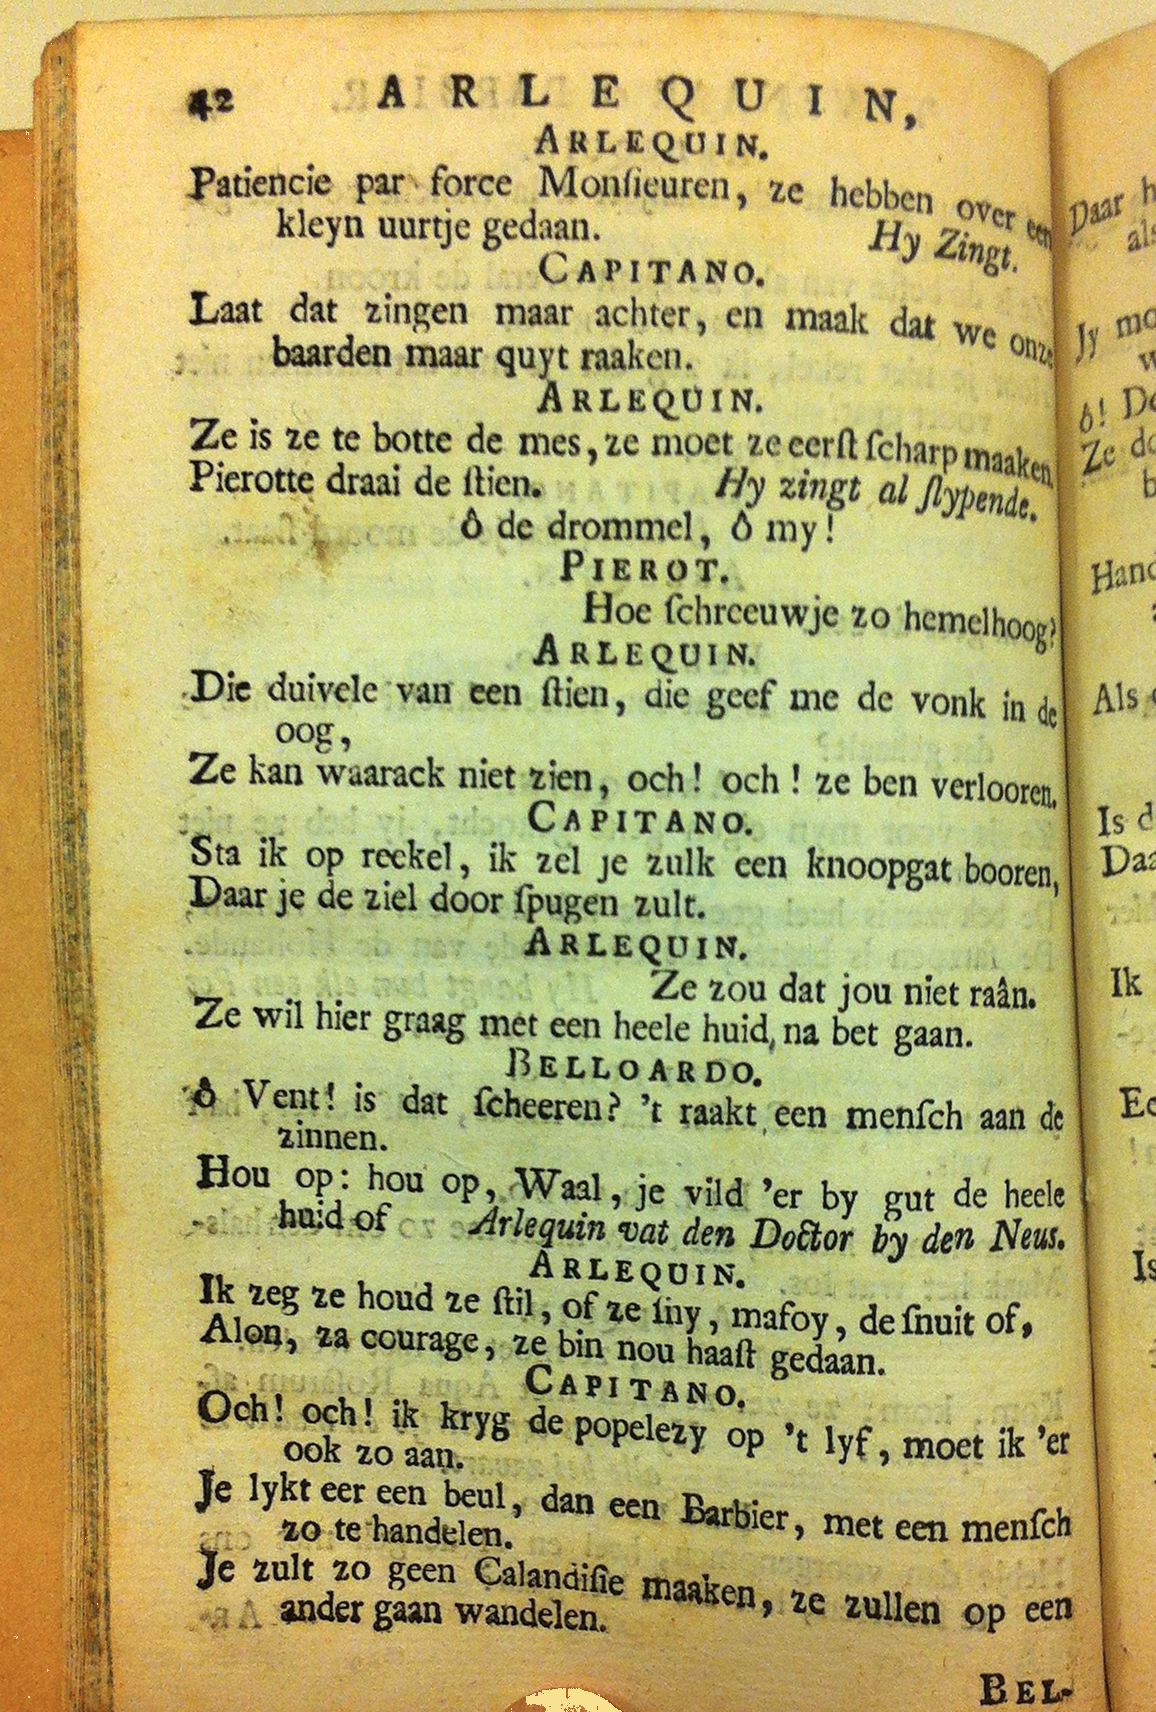 42 ARLEQUIN,
ARLEQUIN.
Patiencie par force Monſieuren, ze hebben over een
kleyn uurtje gedaan. Hy Zingt.
CAPITANO.
Laat dat zingen maar achter, en maak dat we onze
baarden maar quyt raaken.
ARLEQUIN.
Ze is ze te botte de mes, ze moet ze eerſt ſcharp maaken,
Pierotte draai de ſtien. Hy zingt al ſlypende.
ô de drommel, ô my!
PIEROT.
Hoe ſchreeuwje zo hemelhoog?
ARLEQUIN.
Die duivele van een ſtien, die geef me de vonk in de
oog,
Ze kan waarack niet zien, och! och! ze ben verlooren.
CAPITANO.
Sta ik op reekel, ik zel je zulk een knoopgat booren,
Daar je de ziel door ſpugen zult.
ARLEQUIN.
Ze zou dat jou niet raân.
Ze wil hier graag met een heele huid, na bet gaan.
BELLOARDO.
ô Vent! is dat ſcheeren? 't raakt een menſch aan de
zinnen.
Hou op: hou op, Waal, je vild 'er by gut de heele
huid of Arlequin vat den Doctor by den Neus.
ARLEQUIN.
Ik zeg ze houd ze ſtil, of ze ſny, mafoy, de ſnuit of,
Alon, za courage, ze bin nou haaſt gedaan.
CAPITANO.
Och! och! ik kryg de popelezy op 't lyf, moet ik 'er
ook zo aan.
Je lykt eer een beul, dan een Barbier, met een menſch
zo te handelen.
Je zult zo geen Calandiſie maaken, ze zullen op een
ander gaan wandelen.
BEL-
Daar
als
Jy
ô!
Ze
Als
Is
Ik
Is